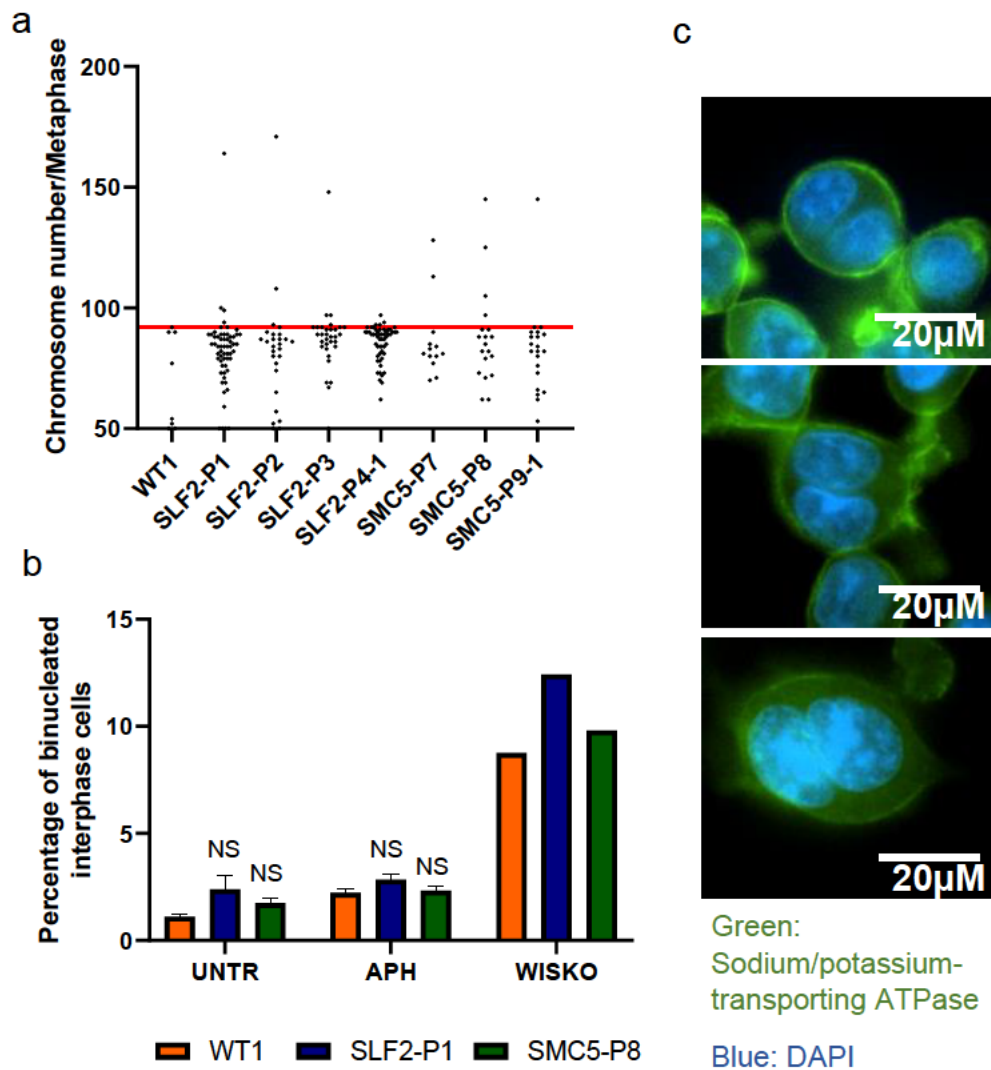 a
Chromosome number/Metaphase
200
150
100
50
WT1
SLF2-P1
SLF2-P2
SLF2-P3
SLF2-P4-1
SMC5-P7
SMC5-P8
SMC5-P9-1
b
Percentage of binucleated
interphase cells
15
10
5
0
NS
NS
NS
NS
UNTR
APH
WISKO
WT1
SLF2-P1
SMC5-P8
c
20µM
20µM
20µM
Green:
Sodium/potassium-
transporting ATPase
Blue: DAPI